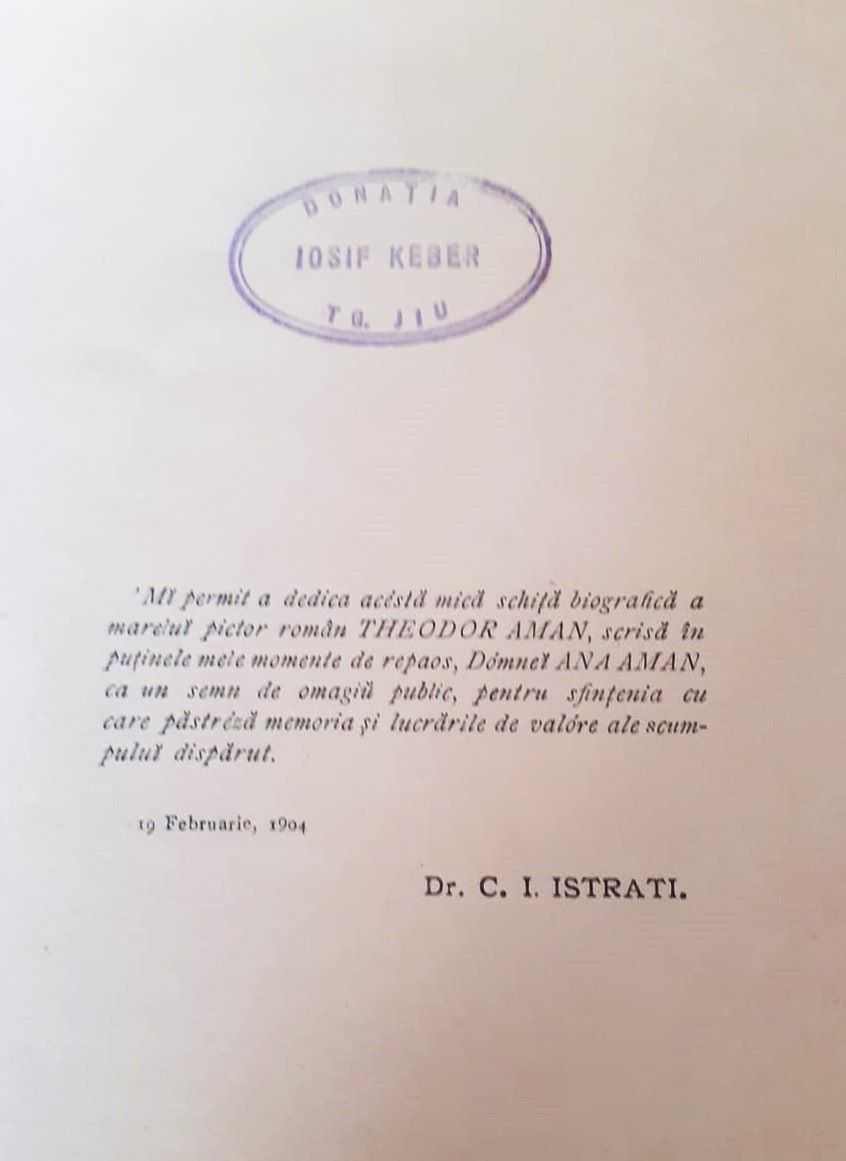 DONAȚIA
IOSIF KEBER
TG. JIU
'Mĭ permit a dedica acéstă mică schiță biografică a
mareluĭ pictor român THEODOR AMAN, scrisă în
puținele mele momente de repaos, Dómneĭ ANA AMAN,
ca un semn de omagiŭ public, pentru sfințenia cu
care păstréză memoria și lucrările de valóre ale scum-
puluĭ dispărut.
19 Februarie, 1904
Dr. C. I. ISTRATI.